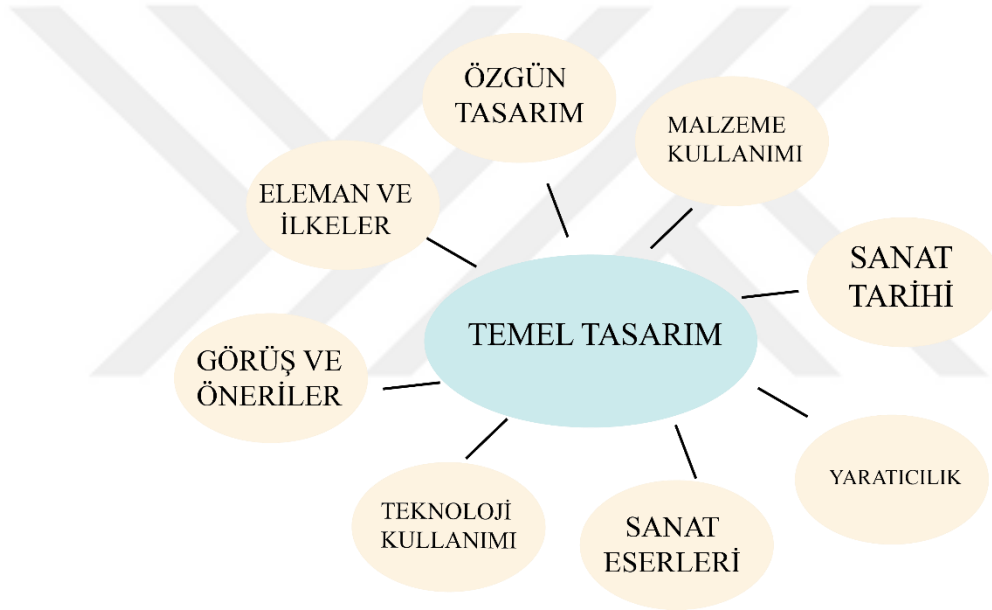 ÖZGÜN
TASARIM
MALZEME
KULLANIMI
ELEMAN VE
İLKELER
SANAT
TARİHİ
TEMEL TASARIM
GÖRÜŞ VE
ÖNERİLER
YARATICILIK
TEKNOLOJİ
KULLANIMI
SANAT
ESERLERİ